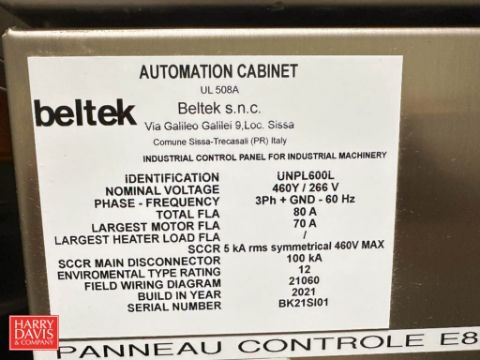 AUTOMATION CABINET
UL 508A
beltek
Beltek s.n.c.
Via Galileo Galilei 9,Loc. Sissa
Comune Sissa-Trecasali (PR) Italy
INDUSTRIAL CONTROL PANEL FOR INDUSTRIAL MACHINERY
IDENTIFICATION UNPL600L
NOMINAL VOLTAGE 460Y / 266 V
PHASE - FREQUENCY 3Ph + GND - 60 Hz
TOTAL FLA 80 A
LARGEST MOTOR FLA 70 A
LARGEST HEATER LOAD FLA /
SCCR 5 kA rms symmetrical 460V MAX
SCCR MAIN DISCONNECTOR 100 kA
ENVIROMENTAL TYPE RATING 12
FIELD WIRING DIAGRAM 21060
BUILD IN YEAR 2021
SERIAL NUMBER BK21SI01
PANNEAU CONTROLE E8
HARRY
DAVIS
& COMPANY